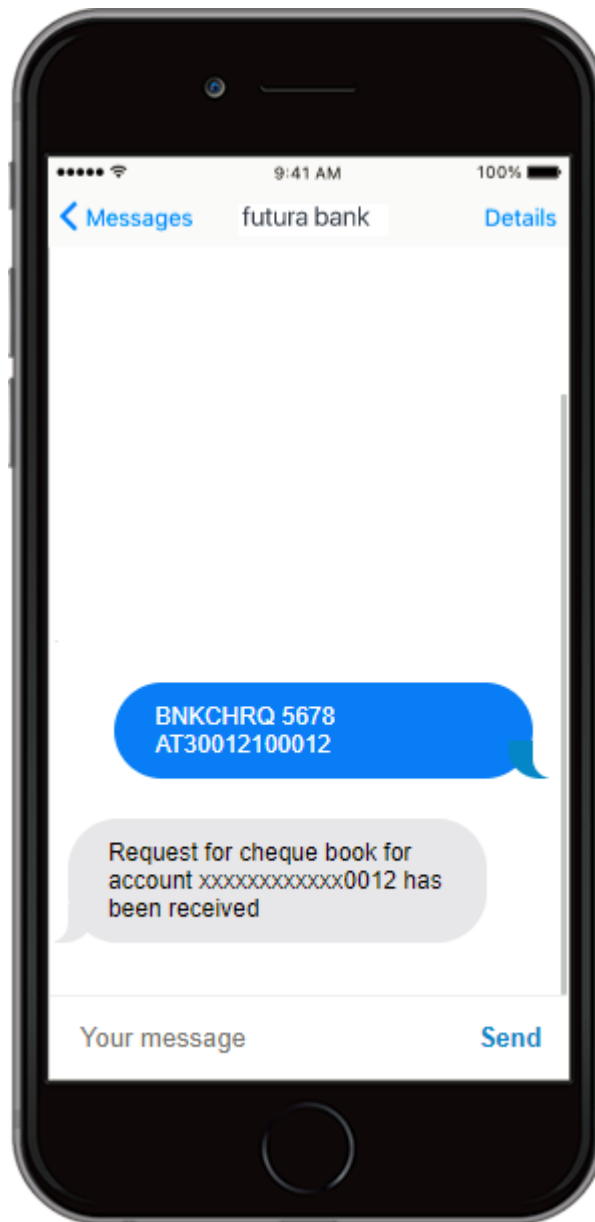 9:41 AM
100%
Messages
futura bank
Details
BNKCHRQ 5678
AT30012100012
Request for cheque book for
account xxxxxxxxxxxx0012 has
been received
Your message
Send